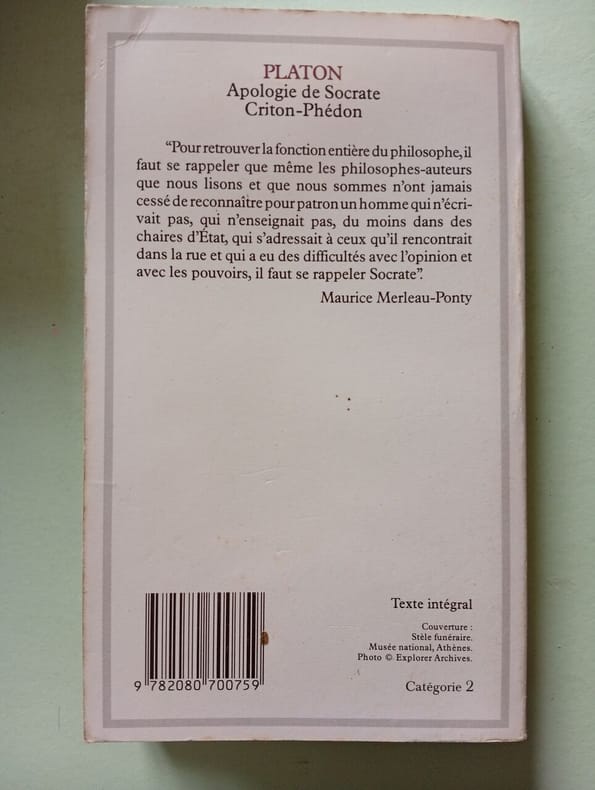 PLATON
Apologie de Socrate
Criton-Phédon
“Pour retrouver la fonction entière du philosophe, il
faut se rappeler que même les philosophes-auteurs
que nous lisons et que nous sommes n’ont jamais
cessé de reconnaître pour patron un homme qui n’écri-
vait pas, qui n’enseignait pas, du moins dans des
chaires d’État, qui s’adressait à ceux qu’il rencontrait
dans la rue et qui a eu des difficultés avec l’opinion et
avec les pouvoirs, il faut se rappeler Socrate”.
Maurice Merleau-Ponty
Texte intégral
Couverture :
Stèle funéraire.
Musée national, Athènes.
Photo © Explorer Archives.
Catégorie 2
9 782080 700759